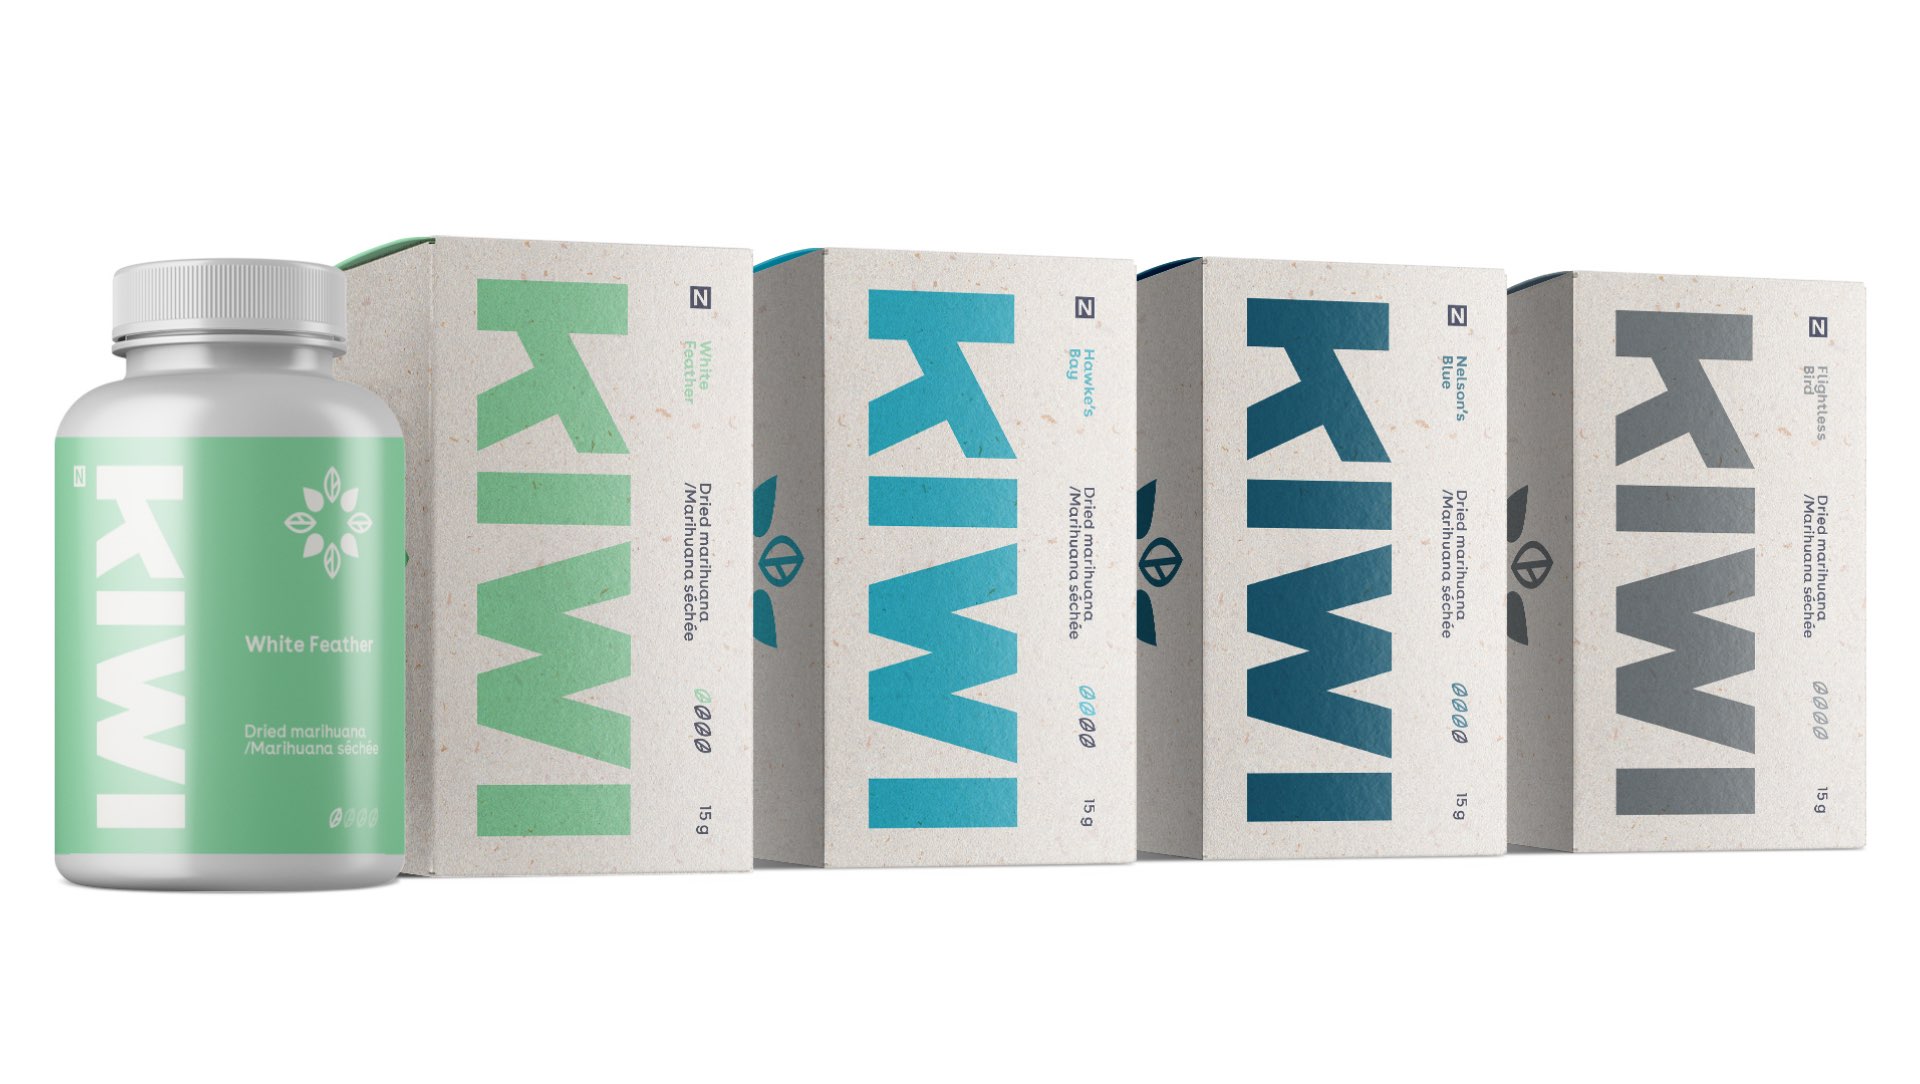 N
KIWI
White Feather
Dried marihuana
/Marihuana séchée
KIWI
N
White
Feather
Dried marihuana
/Marihuana séchée
15 g
KIWI
N
Hawke's
Bay
Dried marihuana
/Marihuana séchée
15 g
KIWI
N
Nelson's
Blue
Dried marihuana
/Marihuana séchée
15 g
KIWI
N
Flightless
Bird
Dried marihuana
/Marihuana séchée
15 g